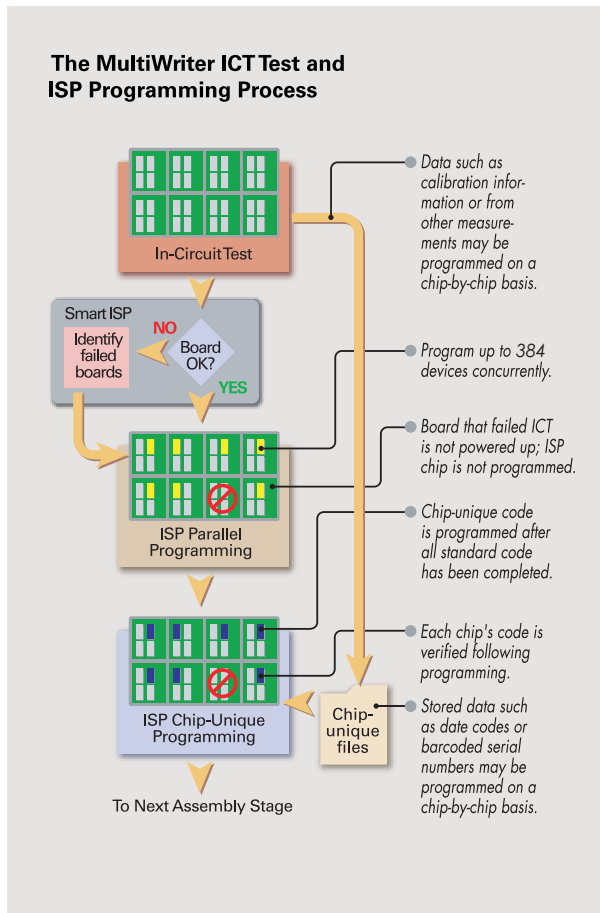 The MultiWriter ICT Test and
ISP Programming Process
In-Circuit Test
Data such as
calibration infor-
mation or from
other measure-
ments may be
programmed on a
chip-by-chip basis.
Smart ISP
NO
Identify
failed
boards
Board
OK?
YES
Program up to 384
devices concurrently.
Board that failed ICT
is not powered up; ISP
chip is not programmed.
ISP Parallel
Programming
Chip-unique code
is programmed after
all standard code
has been completed.
Each chip's code is
verified following
programming.
ISP Chip-Unique
Programming
Chip-
unique
files
Stored data such
as date codes or
barcoded serial
numbers may be
programmed on a
chip-by-chip basis.
To Next Assembly Stage